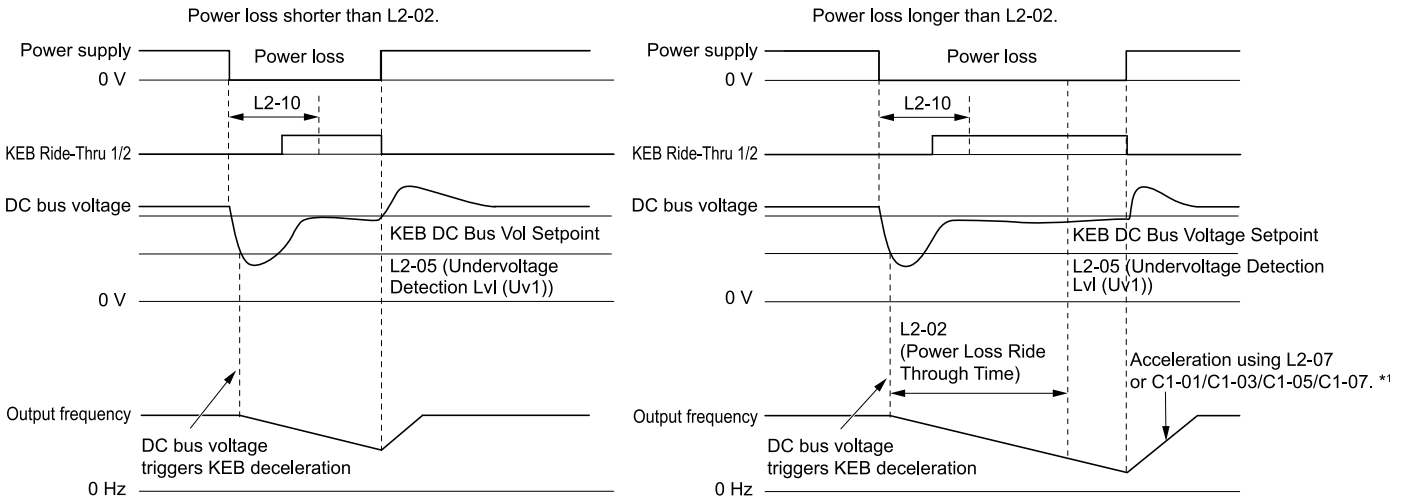 Power loss shorter than L2-02.
Power supply
Power loss
0 V
L2-10
KEB Ride-Thru 1/2
DC bus voltage
KEB DC Bus Vol Setpoint
L2-05 (Undervoltage
Detection Lvl (Uv1))
0 V
Output frequency
DC bus voltage
triggers KEB deceleration
0 Hz
Power loss longer than L2-02.
Power supply
Power loss
0 V
L2-10
KEB Ride-Thru 1/2
DC bus voltage
KEB DC Bus Voltage Setpoint
L2-05 (Undervoltage Detection
Lvl (Uv1))
0 V
L2-02
(Power Loss Ride
Through Time)
Acceleration using L2-07
or C1-01/C1-03/C1-05/C1-07. *1
Output frequency
DC bus voltage
triggers KEB deceleration
0 Hz